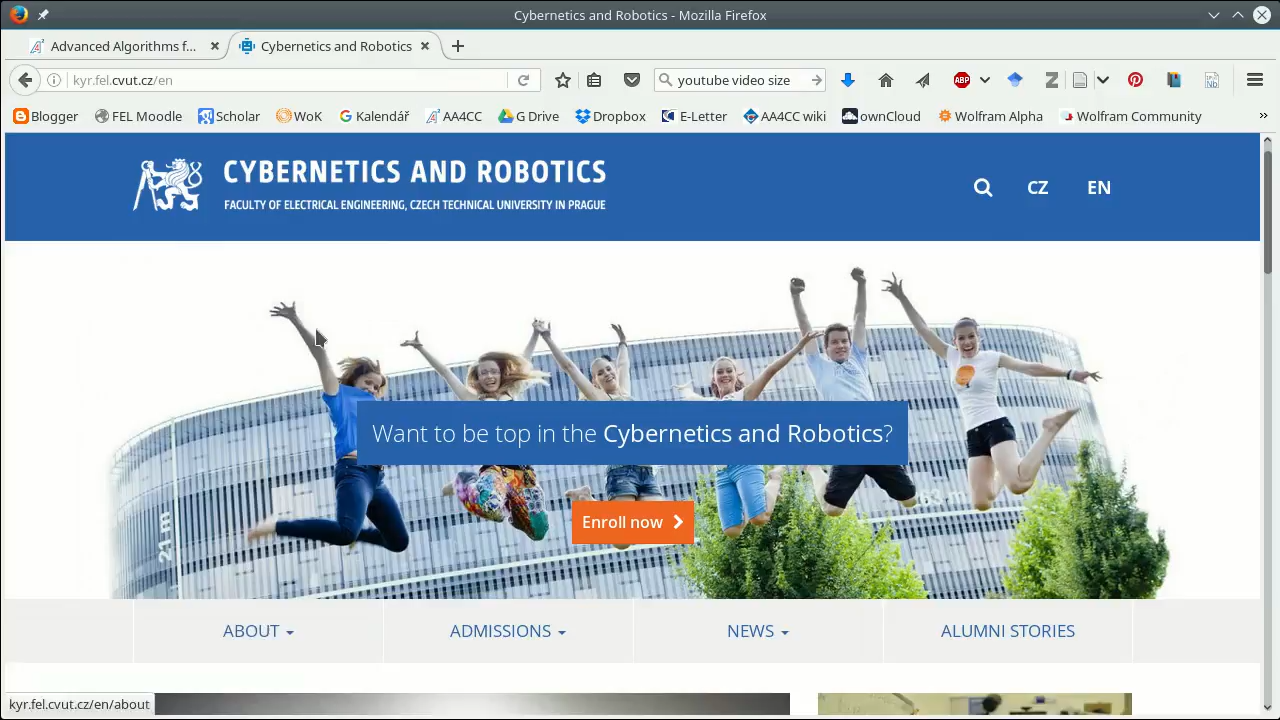 Cybernetics and Robotics - Mozilla Firefox
Advanced Algorithms f... Cybernetics and Robotics
kyr.fel.cvut.cz/en youtube video size ABP
Blogger FEL Moodle Scholar WoK Kalendář AA4CC G Drive Dropbox E-Letter AA4CC wiki ownCloud Wolfram Alpha Wolfram Community »
CYBERNETICS AND ROBOTICS
FACULTY OF ELECTRICAL ENGINEERING, CZECH TECHNICAL UNIVERSITY IN PRAGUE
CZ EN
Want to be top in the Cybernetics and Robotics?
Enroll now
ABOUT ADMISSIONS NEWS ALUMNI STORIES
kyr.fel.cvut.cz/en/about